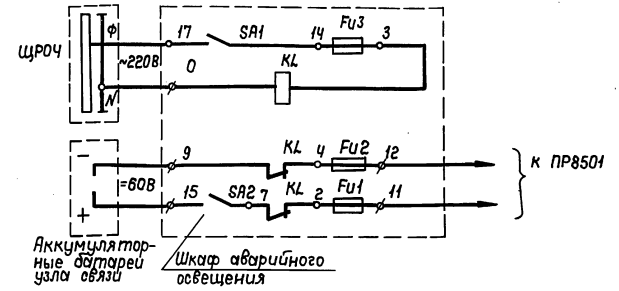 ЩРОЧ
Ф
~220В
N
17
SA1
14
Fu3
3
0
KL
−
=60В
+
9
KL
4
Fu2
12
15
SA2
7
KL
2
Fu1
11
к ПР8501
Аккумулятор-
ные батареи
узла связи
Шкаф аварийного
освещения